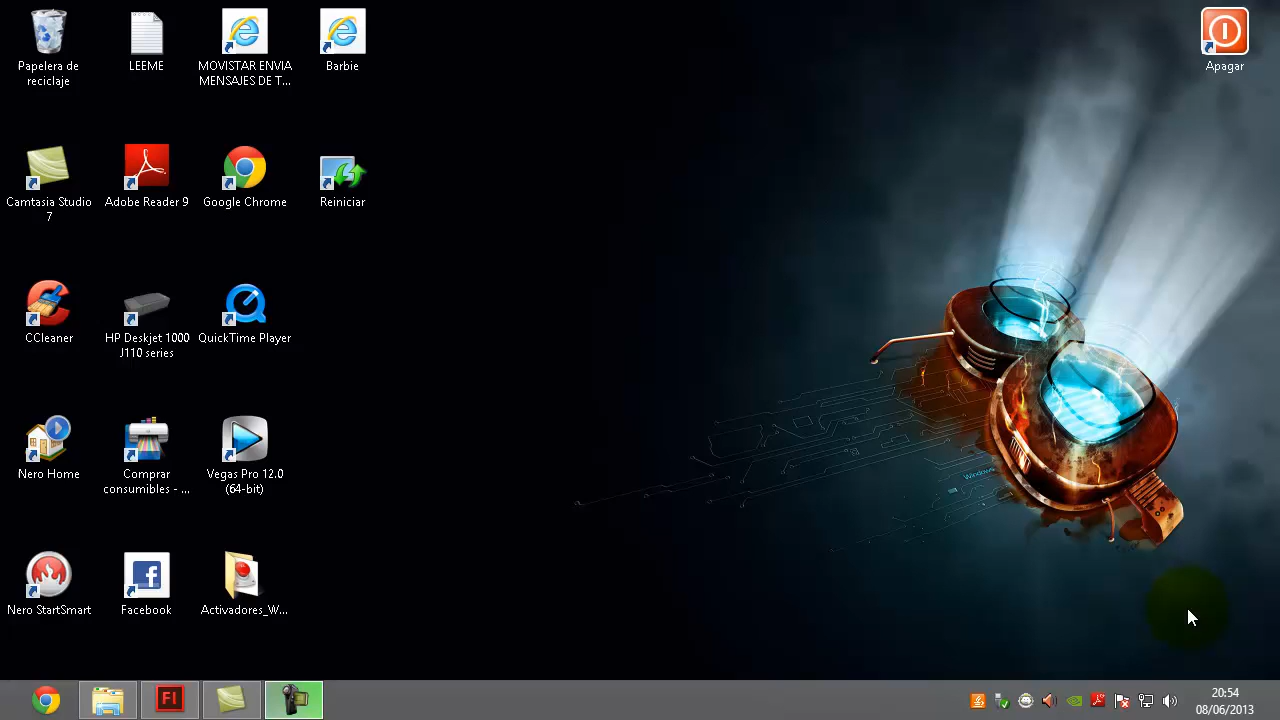 Papelera de
reciclaje
LEEME
MOVISTAR ENVIA
MENSAJES DE T...
Barbie
Apagar
Camtasia Studio
7
Adobe Reader 9
Google Chrome
Reiniciar
CCleaner
HP Deskjet 1000
J110 series
QuickTime Player
Nero Home
Comprar
consumibles - ...
Vegas Pro 12.0
(64-bit)
Windows
Nero StartSmart
Facebook
Activadores_W...
Fl
20:54
08/06/2013